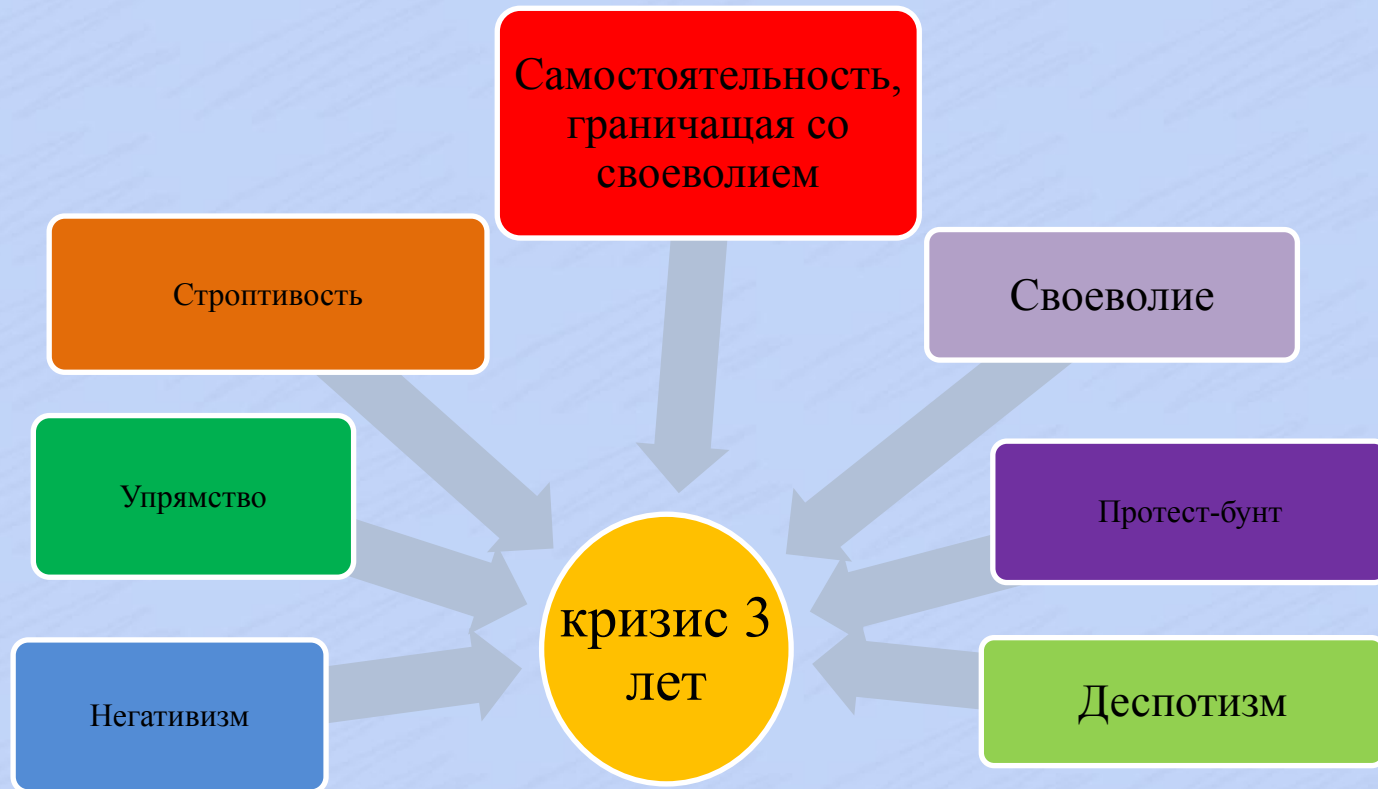 Самостоятельность,
граничащая со
своеволием
Строптивость
Своеволие
Упрямство
Протест-бунт
кризис 3
лет
Негативизм
Деспотизм